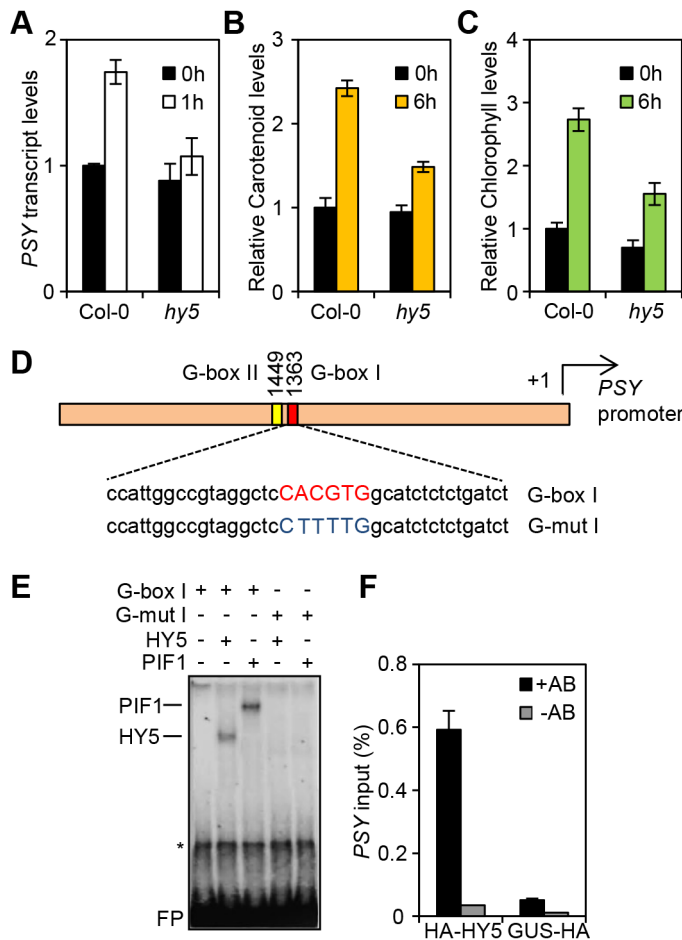 A
PSY transcript levels
2
1
0
0h
1h
Col-0
hy5
B
Relative Carotenoid levels
3
2
1
0
0h
6h
Col-0
hy5
C
Relative Chlorophyll levels
4
3
2
1
0
0h
6h
Col-0
hy5
D
G-box II
1449
1363
G-box I
+1
PSY
promoter
ccattggccgtaggctcCACGTGgcatctctctgatct G-box I
ccattggccgtaggctcCTTTTGgcatctctctgatct G-mut I
E
G-box I + + + - -
G-mut I - - - + +
HY5 - + - + -
PIF1 - - + - +
PIF1
HY5
*
FP
F
PSY input (%)
0.8
0.6
0.4
0.2
0
+AB
-AB
HA-HY5
GUS-HA